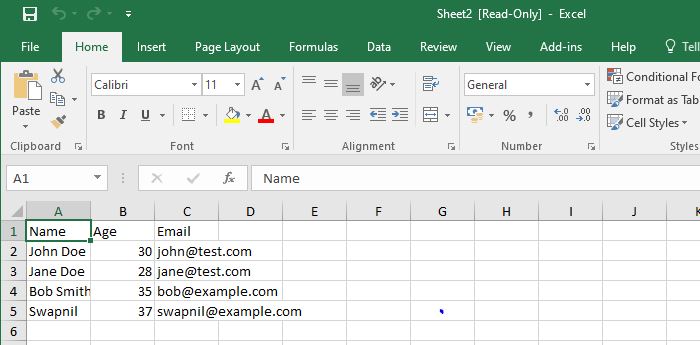 Sheet2 [Read-Only] - Excel
File Home Insert Page Layout Formulas Data Review View Add-ins Help Tell
Calibri 11 A A General Conditional Fo
Paste Format as Tab
B I U A $ % , .00 .0 Cell Styles
Clipboard Font Alignment Number Styles
A1 fx Name
A B C D E F G H I J K
1 Name Age Email
2 John Doe 30 john@test.com
3 Jane Doe 28 jane@test.com
4 Bob Smith 35 bob@example.com
5 Swapnil 37 swapnil@example.com
6